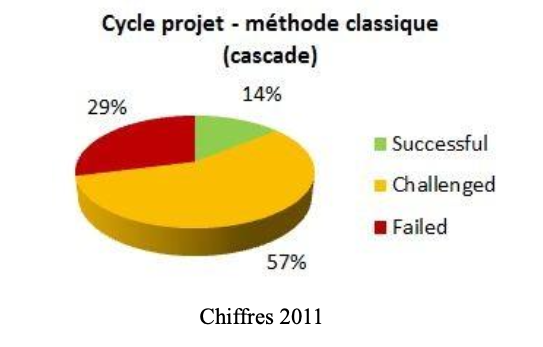 Cycle projet - méthode classique
(cascade)
29%
14%
Successful
Challenged
Failed
57%
Chiffres 2011